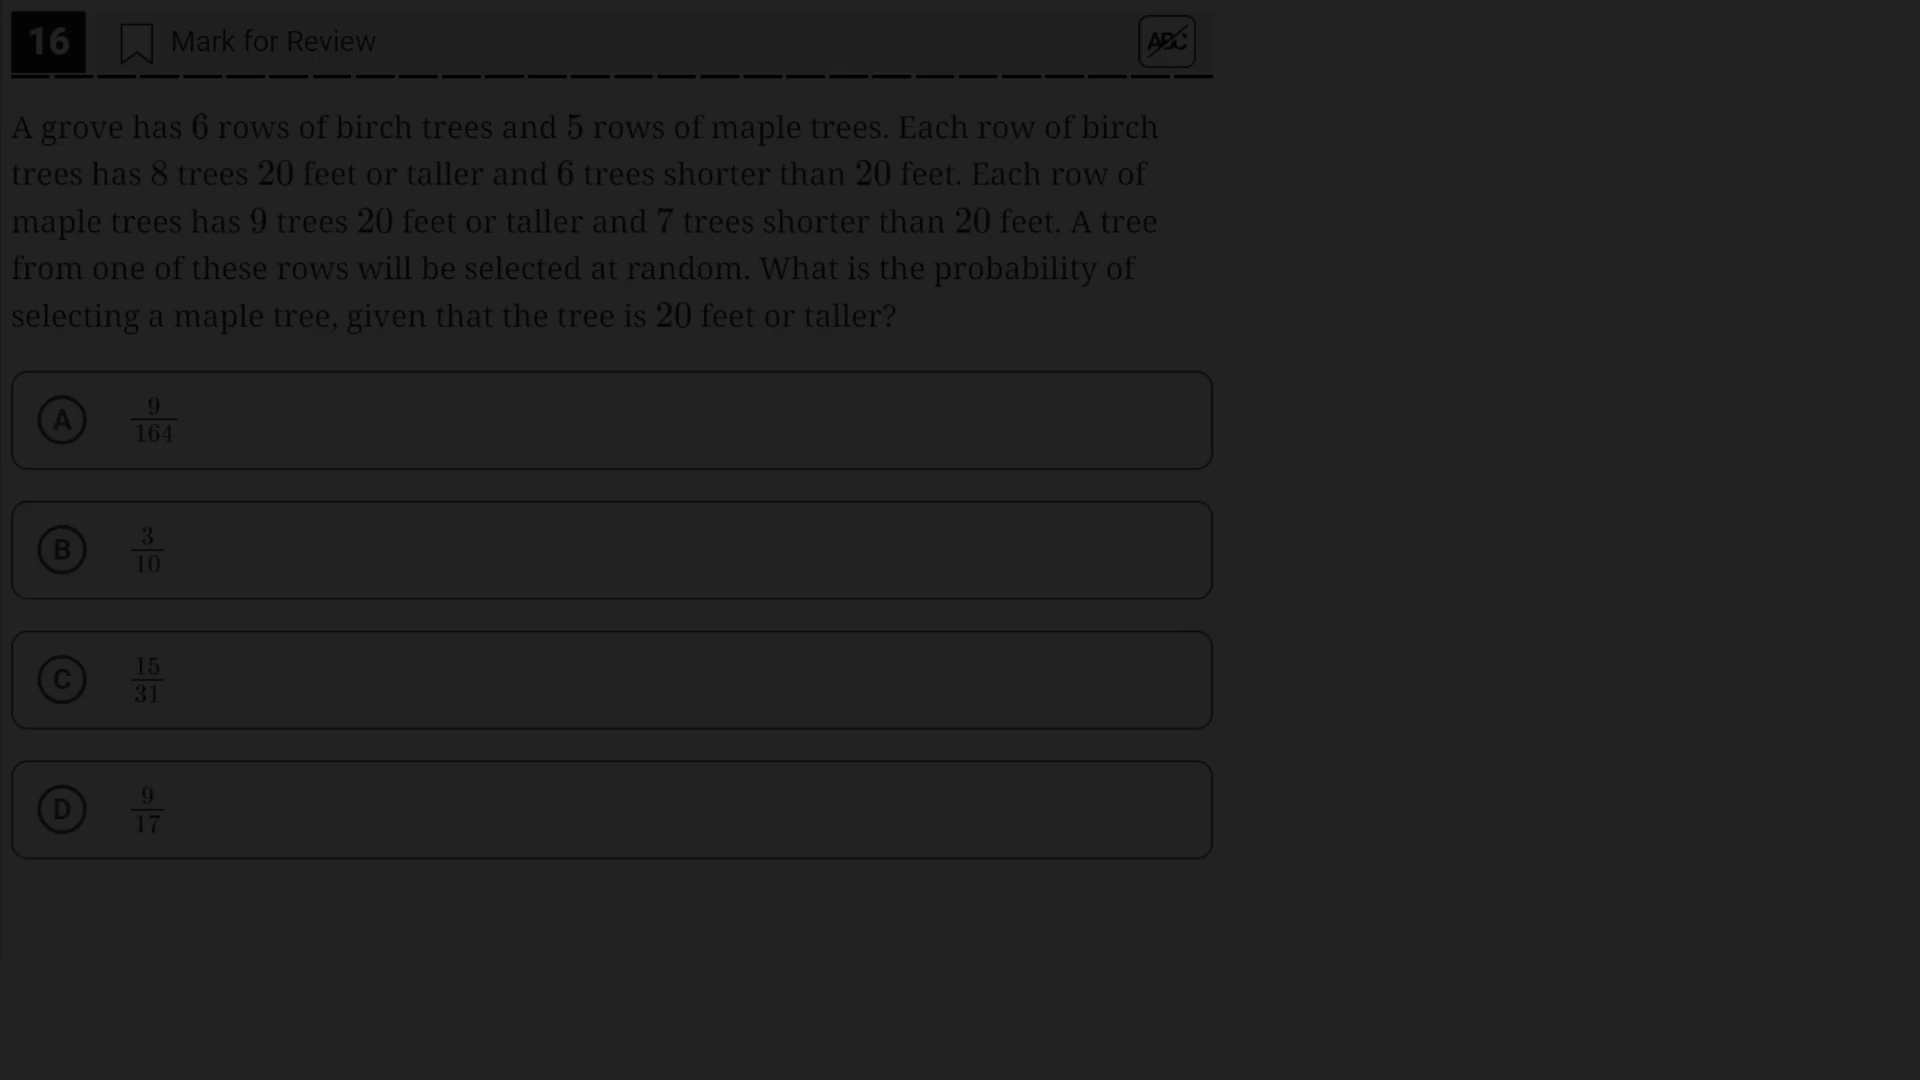 16 Mark for Review ABC
A grove has 6 rows of birch trees and 5 rows of maple trees. Each row of birch
trees has 8 trees 20 feet or taller and 6 trees shorter than 20 feet. Each row of
maple trees has 9 trees 20 feet or taller and 7 trees shorter than 20 feet. A tree
from one of these rows will be selected at random. What is the probability of
selecting a maple tree, given that the tree is 20 feet or taller?
A 9/164
B 3/10
C 15/31
D 9/17